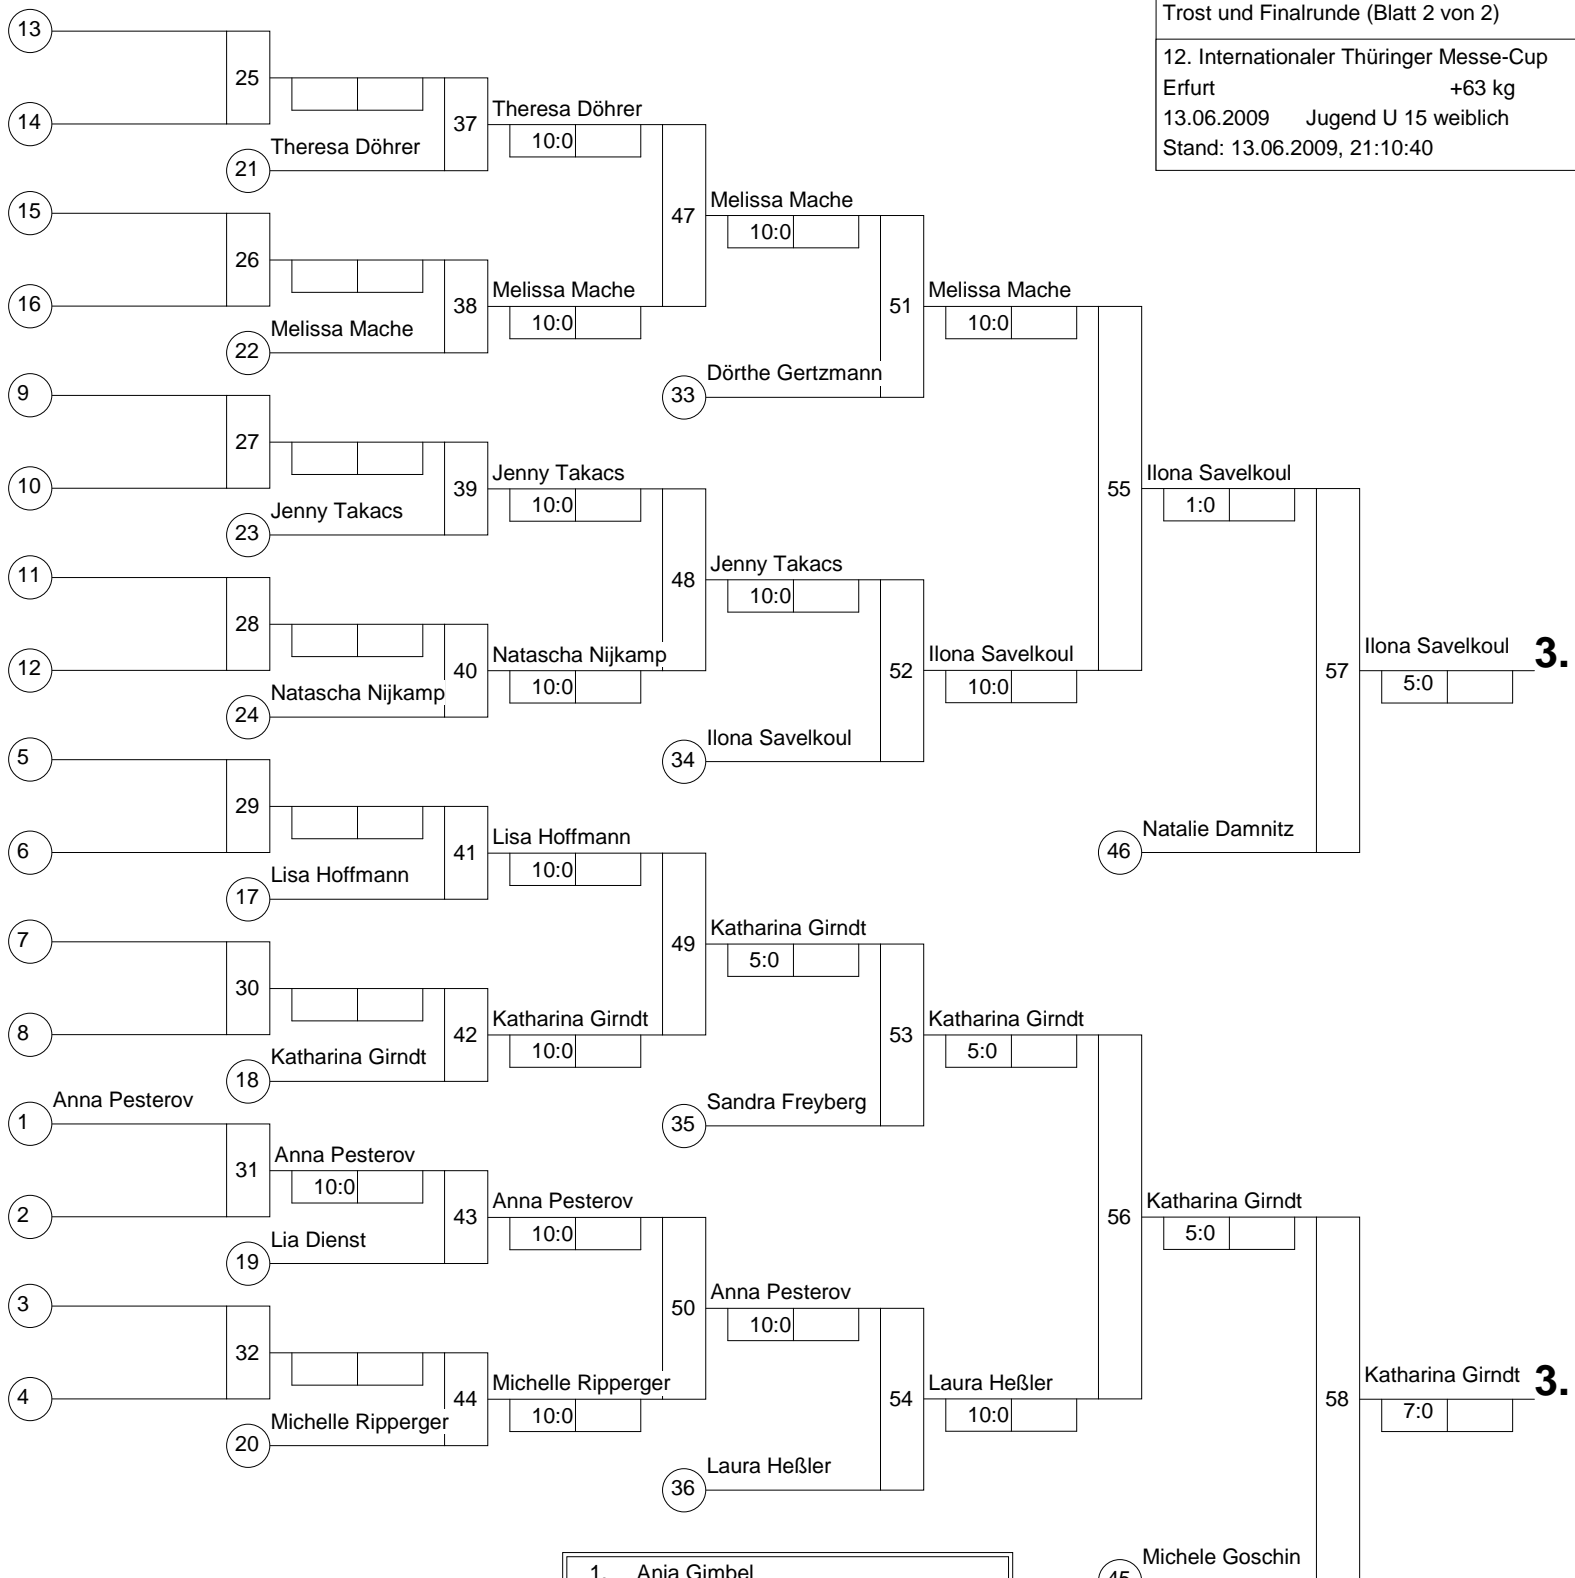 Trost und Finalrunde (Blatt 2 von 2)
12. Internationaler Thüringer Messe-Cup
Erfurt +63 kg
13.06.2009 Jugend U 15 weiblich
Stand: 13.06.2009, 21:10:40
13
25
14
37
Theresa Döhrer
10:0
21
Theresa Döhrer
15
26
16
38
Melissa Mache
10:0
22
Melissa Mache
47
Melissa Mache
10:0
51
Melissa Mache
10:0
33
Dörthe Gertzmann
9
27
10
39
Jenny Takacs
10:0
23
Jenny Takacs
55
Ilona Savelkoul
1:0
11
28
12
40
Natascha Nijkamp
10:0
24
Natascha Nijkamp
48
Jenny Takacs
10:0
52
Ilona Savelkoul
10:0
34
Ilona Savelkoul
57
Ilona Savelkoul 3.
5:0
46
Natalie Damnitz
5
29
6
41
Lisa Hoffmann
10:0
17
Lisa Hoffmann
7
30
8
42
Katharina Girndt
10:0
18
Katharina Girndt
49
Katharina Girndt
5:0
53
Katharina Girndt
5:0
35
Sandra Freyberg
1
Anna Pesterov
31
Anna Pesterov
10:0
2
43
Anna Pesterov
10:0
19
Lia Dienst
56
Katharina Girndt
5:0
3
32
4
44
Michelle Ripperger
10:0
20
Michelle Ripperger
50
Anna Pesterov
10:0
54
Laura Heßler
10:0
36
Laura Heßler
58
Katharina Girndt 3.
7:0
45
Michele Goschin
1. Anja Gimbel